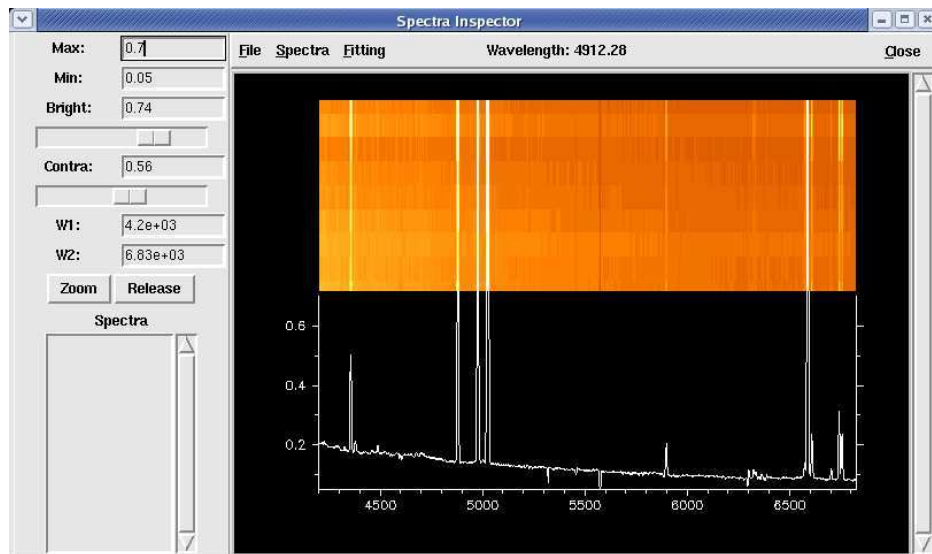 Spectra Inspector
Max: 0.7
Min: 0.05
Bright: 0.74
Contra: 0.56
W1: 4.2e+03
W2: 6.83e+03
Zoom Release
Spectra
File Spectra Fitting Wavelength: 4912.28 Close
0.6
0.4
0.2
4500 5000 5500 6000 6500